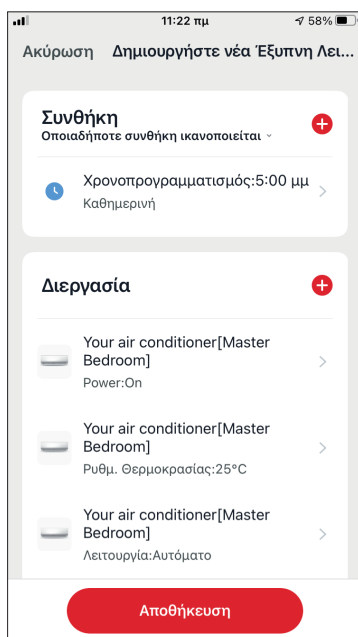 11:22 πμ
58%
Ακύρωση Δημιουργήστε νέα Έξυπνη Λει...
Συνθήκη
Οποιαδήποτε συνθήκη ικανοποιείται
Χρονοπρογραμματισμός:5:00 μμ
Καθημερινή
Διεργασία
Your air conditioner[Master
Bedroom]
Power:On
Your air conditioner[Master
Bedroom]
Ρυθμ. Θερμοκρασίας:25°C
Your air conditioner[Master
Bedroom]
Λειτουργία:Αυτόματο
Αποθήκευση